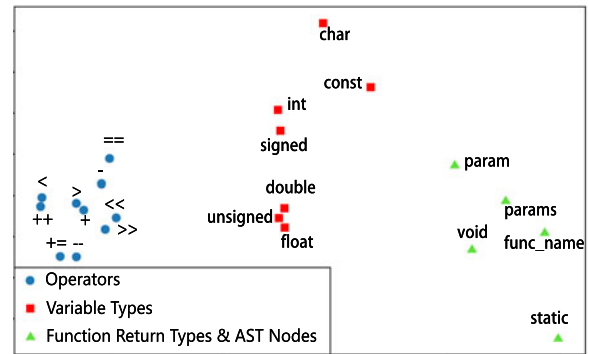 char
const
int
signed
==
-
param
double
<
>
<<
params
unsigned
++
+
>>
void
func_name
float
+=
--
Operators
Variable Types
static
Function Return Types & AST Nodes